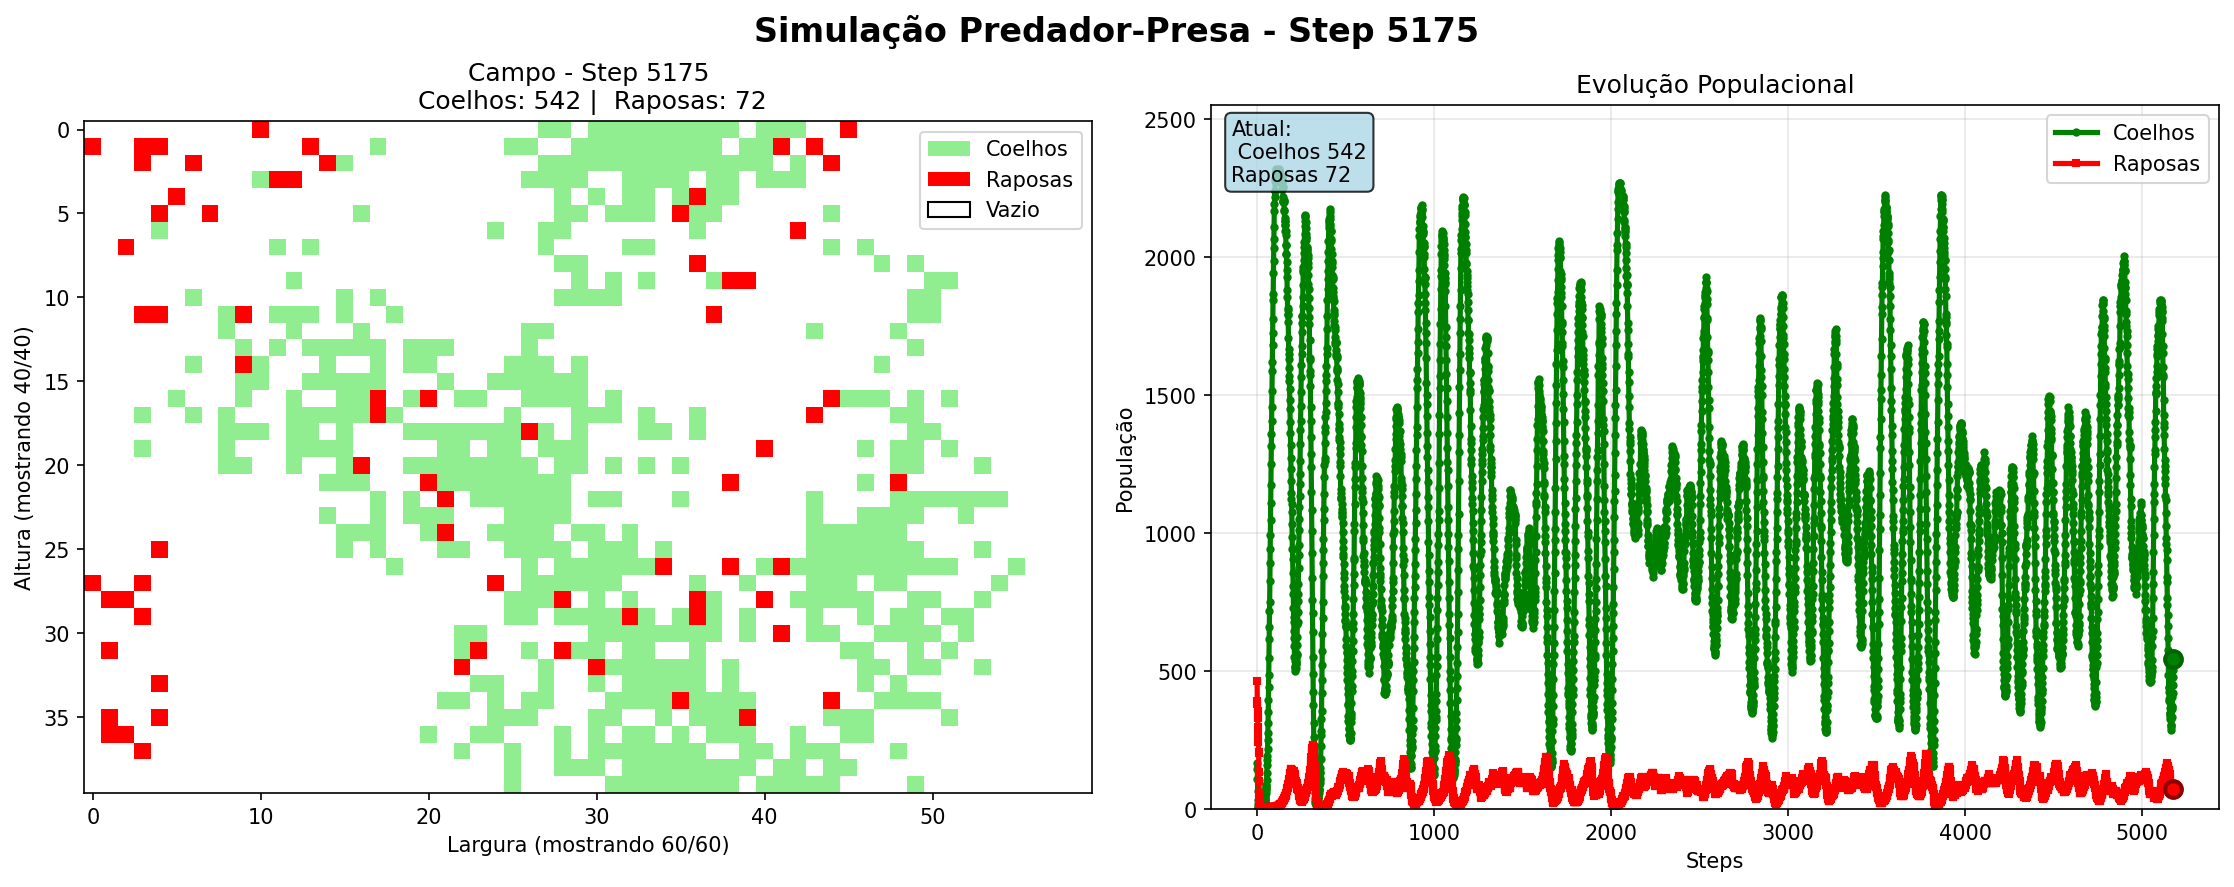 Simulação Predador-Presa - Step 5175
Campo - Step 5175
Coelhos: 542 |  Raposas: 72
Coelhos
Raposas
Vazio
0
5
10
15
20
25
30
35
Altura (mostrando 40/40)
0
10
20
30
40
50
Largura (mostrando 60/60)
Evolução Populacional
Atual:
Coelhos 542
Raposas 72
Coelhos
Raposas
2500
2000
1500
1000
500
0
População
0
1000
2000
3000
4000
5000
Steps